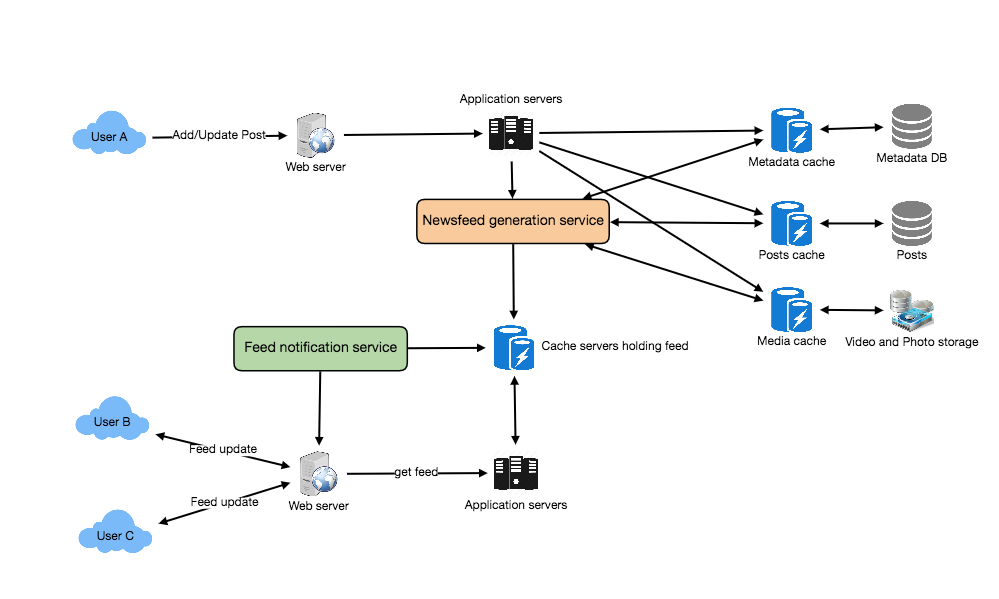 Application servers
User A
Add/Update Post
Web server
Metadata cache
Metadata DB
Newsfeed generation service
Posts cache
Posts
Feed notification service
Cache servers holding feed
Media cache
Video and Photo storage
User B
Feed update
get feed
Feed update
Web server
Application servers
User C